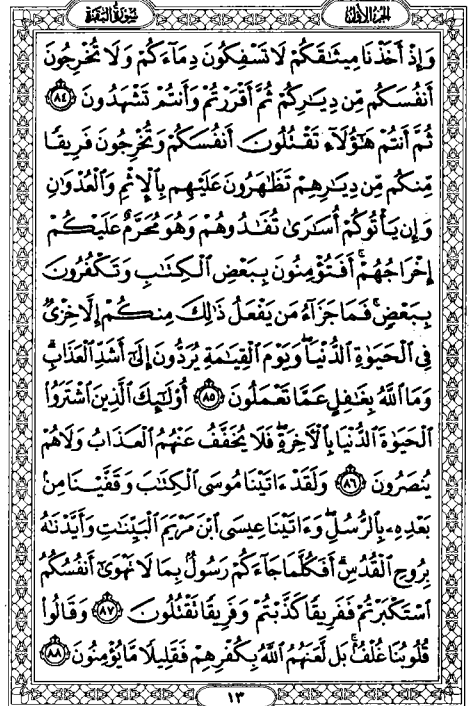 سُورَةُ البَقَرَةِ
الجُزْءُ الأوَّلُ
وَإِذْ أَخَذْنَا مِيثَٰقَكُمْ لَا تَسْفِكُونَ دِمَآءَكُمْ وَلَا تُخْرِجُونَ
أَنفُسَكُم مِّن دِيَٰرِكُمْ ثُمَّ أَقْرَرْتُمْ وَأَنتُمْ تَشْهَدُونَ ٨٤
ثُمَّ أَنتُمْ هَٰٓؤُلَآءِ تَقْتُلُونَ أَنفُسَكُمْ وَتُخْرِجُونَ فَرِيقًا
مِّنكُم مِّن دِيَٰرِهِمْ تَظَٰهَرُونَ عَلَيْهِم بِٱلْإِثْمِ وَٱلْعُدْوَٰنِ
وَإِن يَأْتُوكُمْ أُسَٰرَىٰ تُفَٰدُوهُمْ وَهُوَ مُحَرَّمٌ عَلَيْكُمْ
إِخْرَاجُهُمْ ۚ أَفَتُؤْمِنُونَ بِبَعْضِ ٱلْكِتَٰبِ وَتَكْفُرُونَ
بِبَعْضٍ ۚ فَمَا جَزَآءُ مَن يَفْعَلُ ذَٰلِكَ مِنكُمْ إِلَّا خِزْىٌ
فِى ٱلْحَيَوٰةِ ٱلدُّنْيَا ۖ وَيَوْمَ ٱلْقِيَٰمَةِ يُرَدُّونَ إِلَىٰٓ أَشَدِّ ٱلْعَذَابِ ۗ
وَمَا ٱللَّهُ بِغَٰفِلٍ عَمَّا تَعْمَلُونَ ٨٥ أُو۟لَٰٓئِكَ ٱلَّذِينَ ٱشْتَرَوُا۟
ٱلْحَيَوٰةَ ٱلدُّنْيَا بِٱلْءَاخِرَةِ ۖ فَلَا يُخَفَّفُ عَنْهُمُ ٱلْعَذَابُ وَلَا هُمْ
يُنصَرُونَ ٨٦ وَلَقَدْ ءَاتَيْنَا مُوسَى ٱلْكِتَٰبَ وَقَفَّيْنَا مِنۢ
بَعْدِهِۦ بِٱلرُّسُلِ ۖ وَءَاتَيْنَا عِيسَى ٱبْنَ مَرْيَمَ ٱلْبَيِّنَٰتِ وَأَيَّدْنَٰهُ
بِرُوحِ ٱلْقُدُسِ ۗ أَفَكُلَّمَا جَآءَكُمْ رَسُولٌۢ بِمَا لَا تَهْوَىٰٓ أَنفُسُكُمُ
ٱسْتَكْبَرْتُمْ فَفَرِيقًا كَذَّبْتُمْ وَفَرِيقًا تَقْتُلُونَ ٨٧ وَقَالُوا۟
قُلُوبُنَا غُلْفٌۢ ۚ بَل لَّعَنَهُمُ ٱللَّهُ بِكُفْرِهِمْ فَقَلِيلًا مَّا يُؤْمِنُونَ ٨٨
١٣